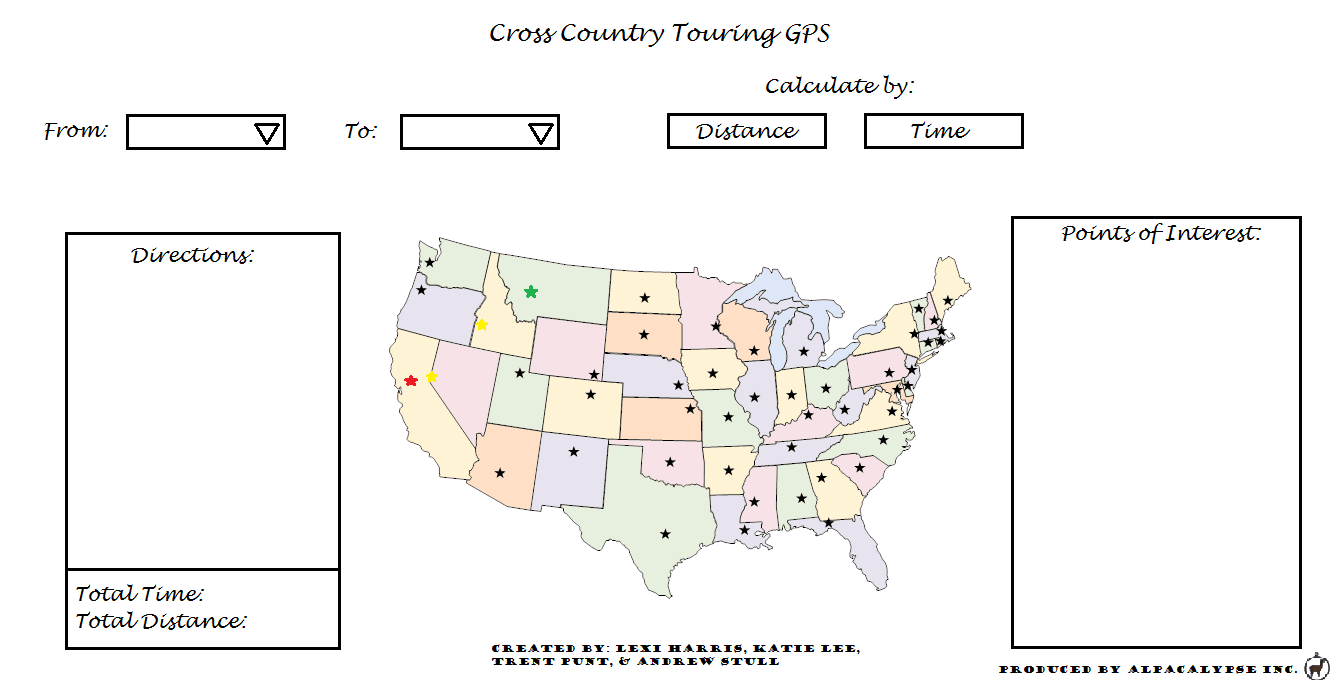 Cross Country Touring GPS
Calculate by:
From:
To:
Distance
Time
Directions:
Points of Interest:
Total Time:
Total Distance:
CREATED BY: LEXI HARRIS, KATIE LEE,
TRENT PUNT, & ANDREW STULL
PRODUCED BY ALPACALYPSE INC.